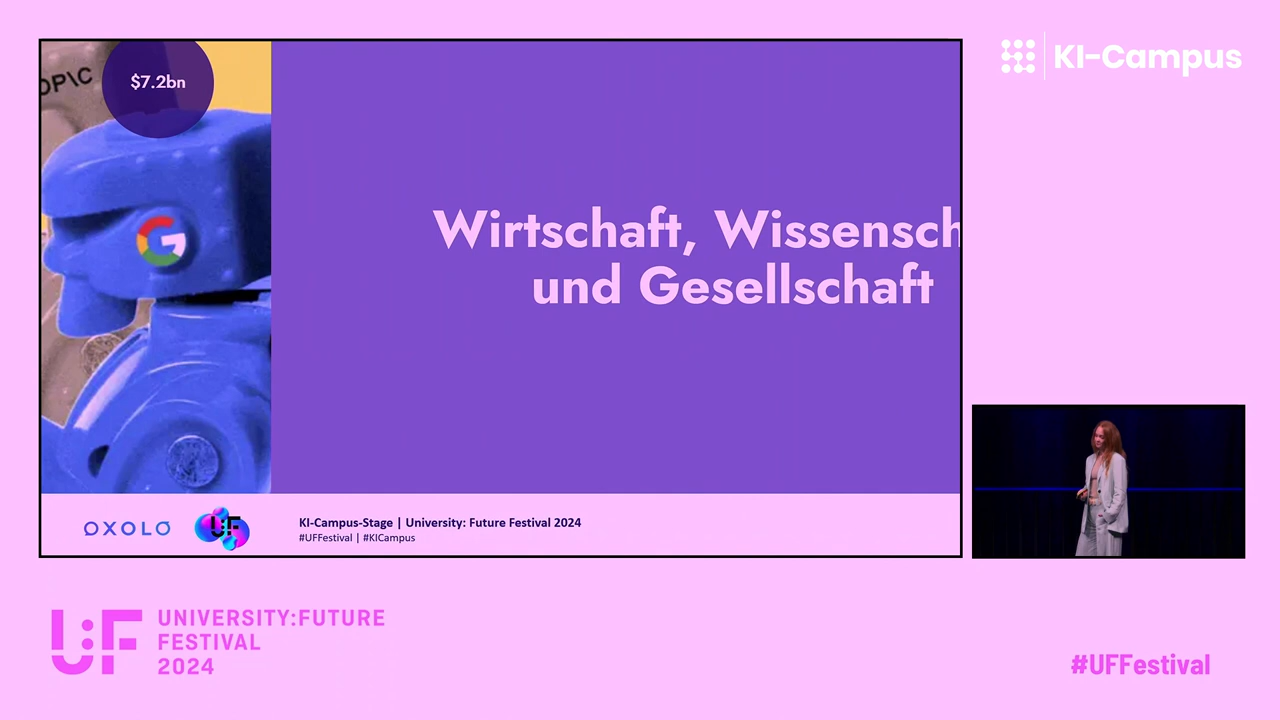 OP\C
$7.2bn
Wirtschaft, Wissensch
und Gesellschaft
OXOLO
UF
KI-Campus-Stage | University: Future Festival 2024
#UFFestival | #KICampus
KI-Campus
U:F
UNIVERSITY:FUTURE
FESTIVAL
2024
#UFFestival